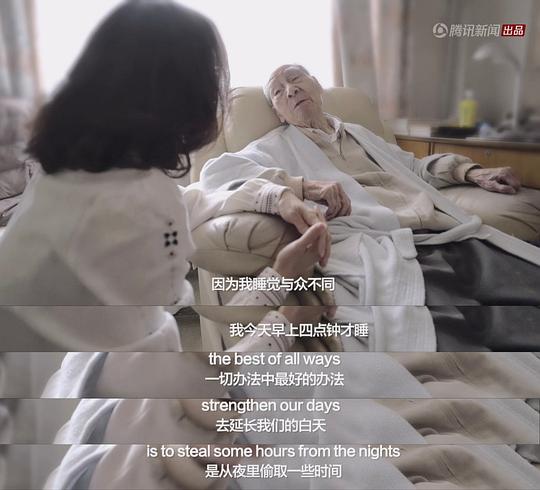 腾讯新闻 出品
因为我睡觉与众不同
我今天早上四点钟才睡
the best of all ways
一切办法中最好的办法
strengthen our days
去延长我们的白天
is to steal some hours from the nights
是从夜里偷取一些时间